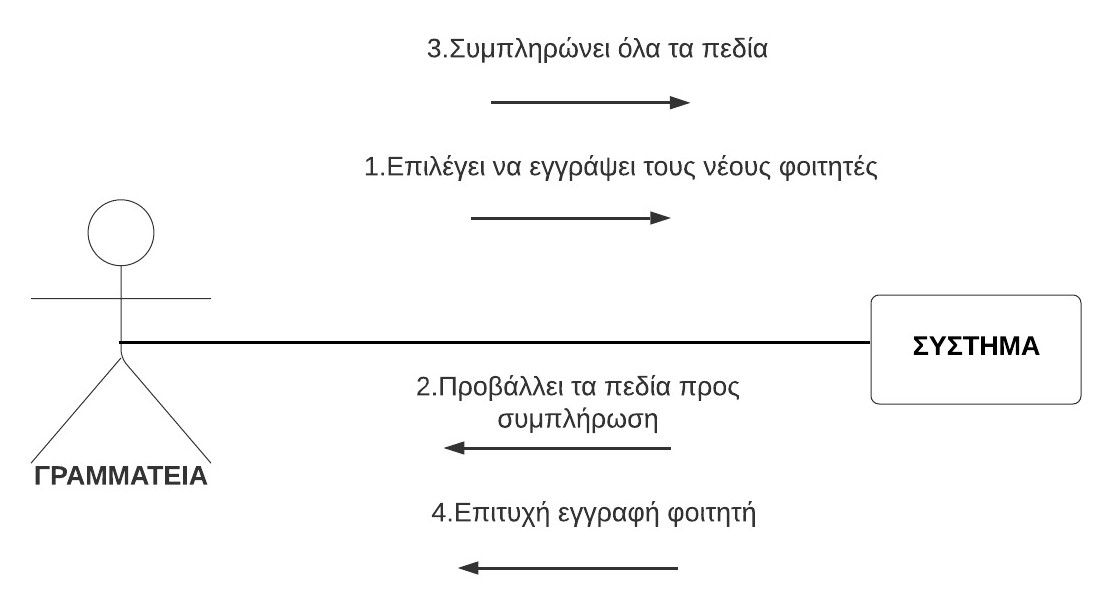 3.Συμπληρώνει όλα τα πεδία
1.Επιλέγει να εγγράψει τους νέους φοιτητές
ΣΥΣΤΗΜΑ
2.Προβάλλει τα πεδία προς
συμπλήρωση
ΓΡΑΜΜΑΤΕΙΑ
4.Επιτυχή εγγραφή φοιτητή